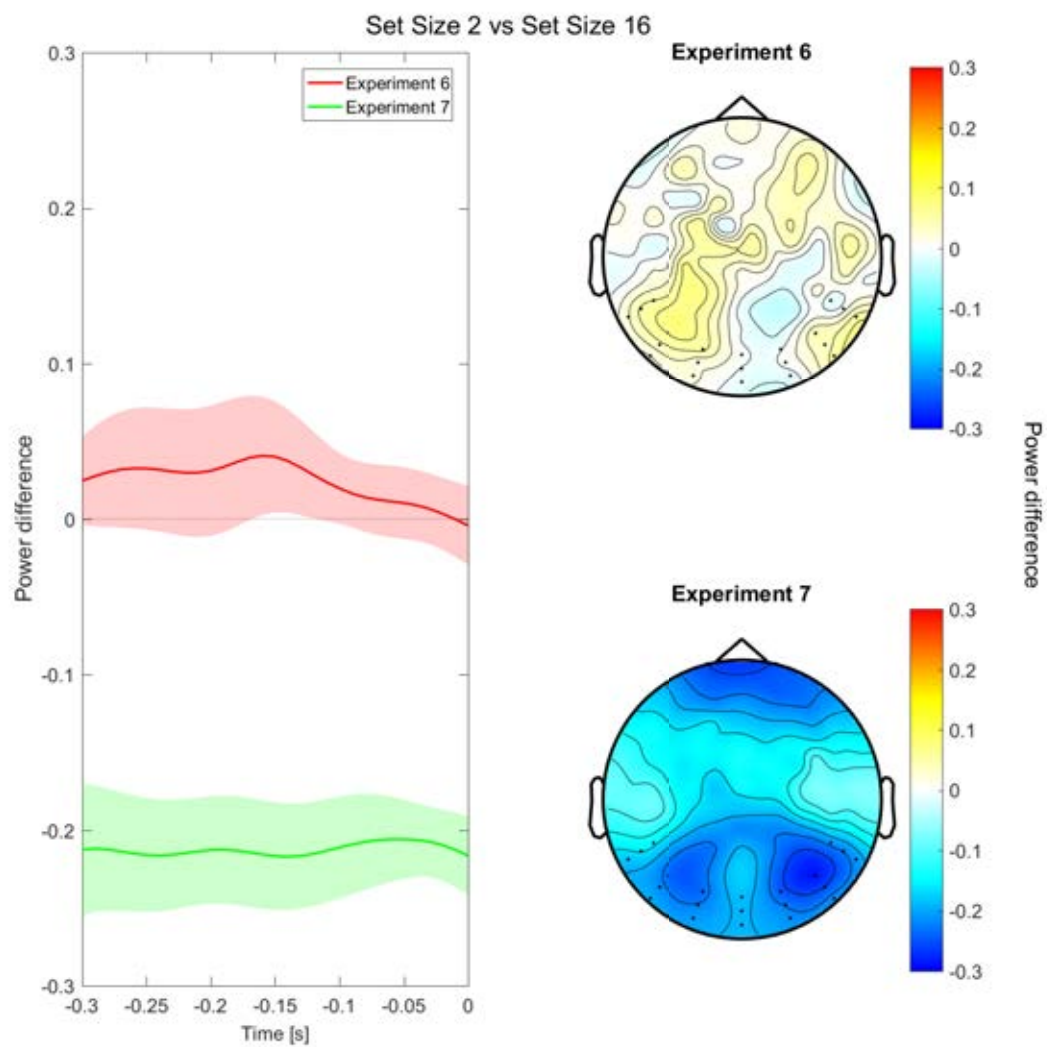 Set Size 2 vs Set Size 16
Experiment 6
Experiment 7
0.3
0.2
0.1
0
-0.1
-0.2
-0.3
Power difference
-0.3 -0.25 -0.2 -0.15 -0.1 -0.05 0
Time [s]
Experiment 6
0.3
0.2
0.1
0
-0.1
-0.2
-0.3
Power difference
Experiment 7
0.3
0.2
0.1
0
-0.1
-0.2
-0.3